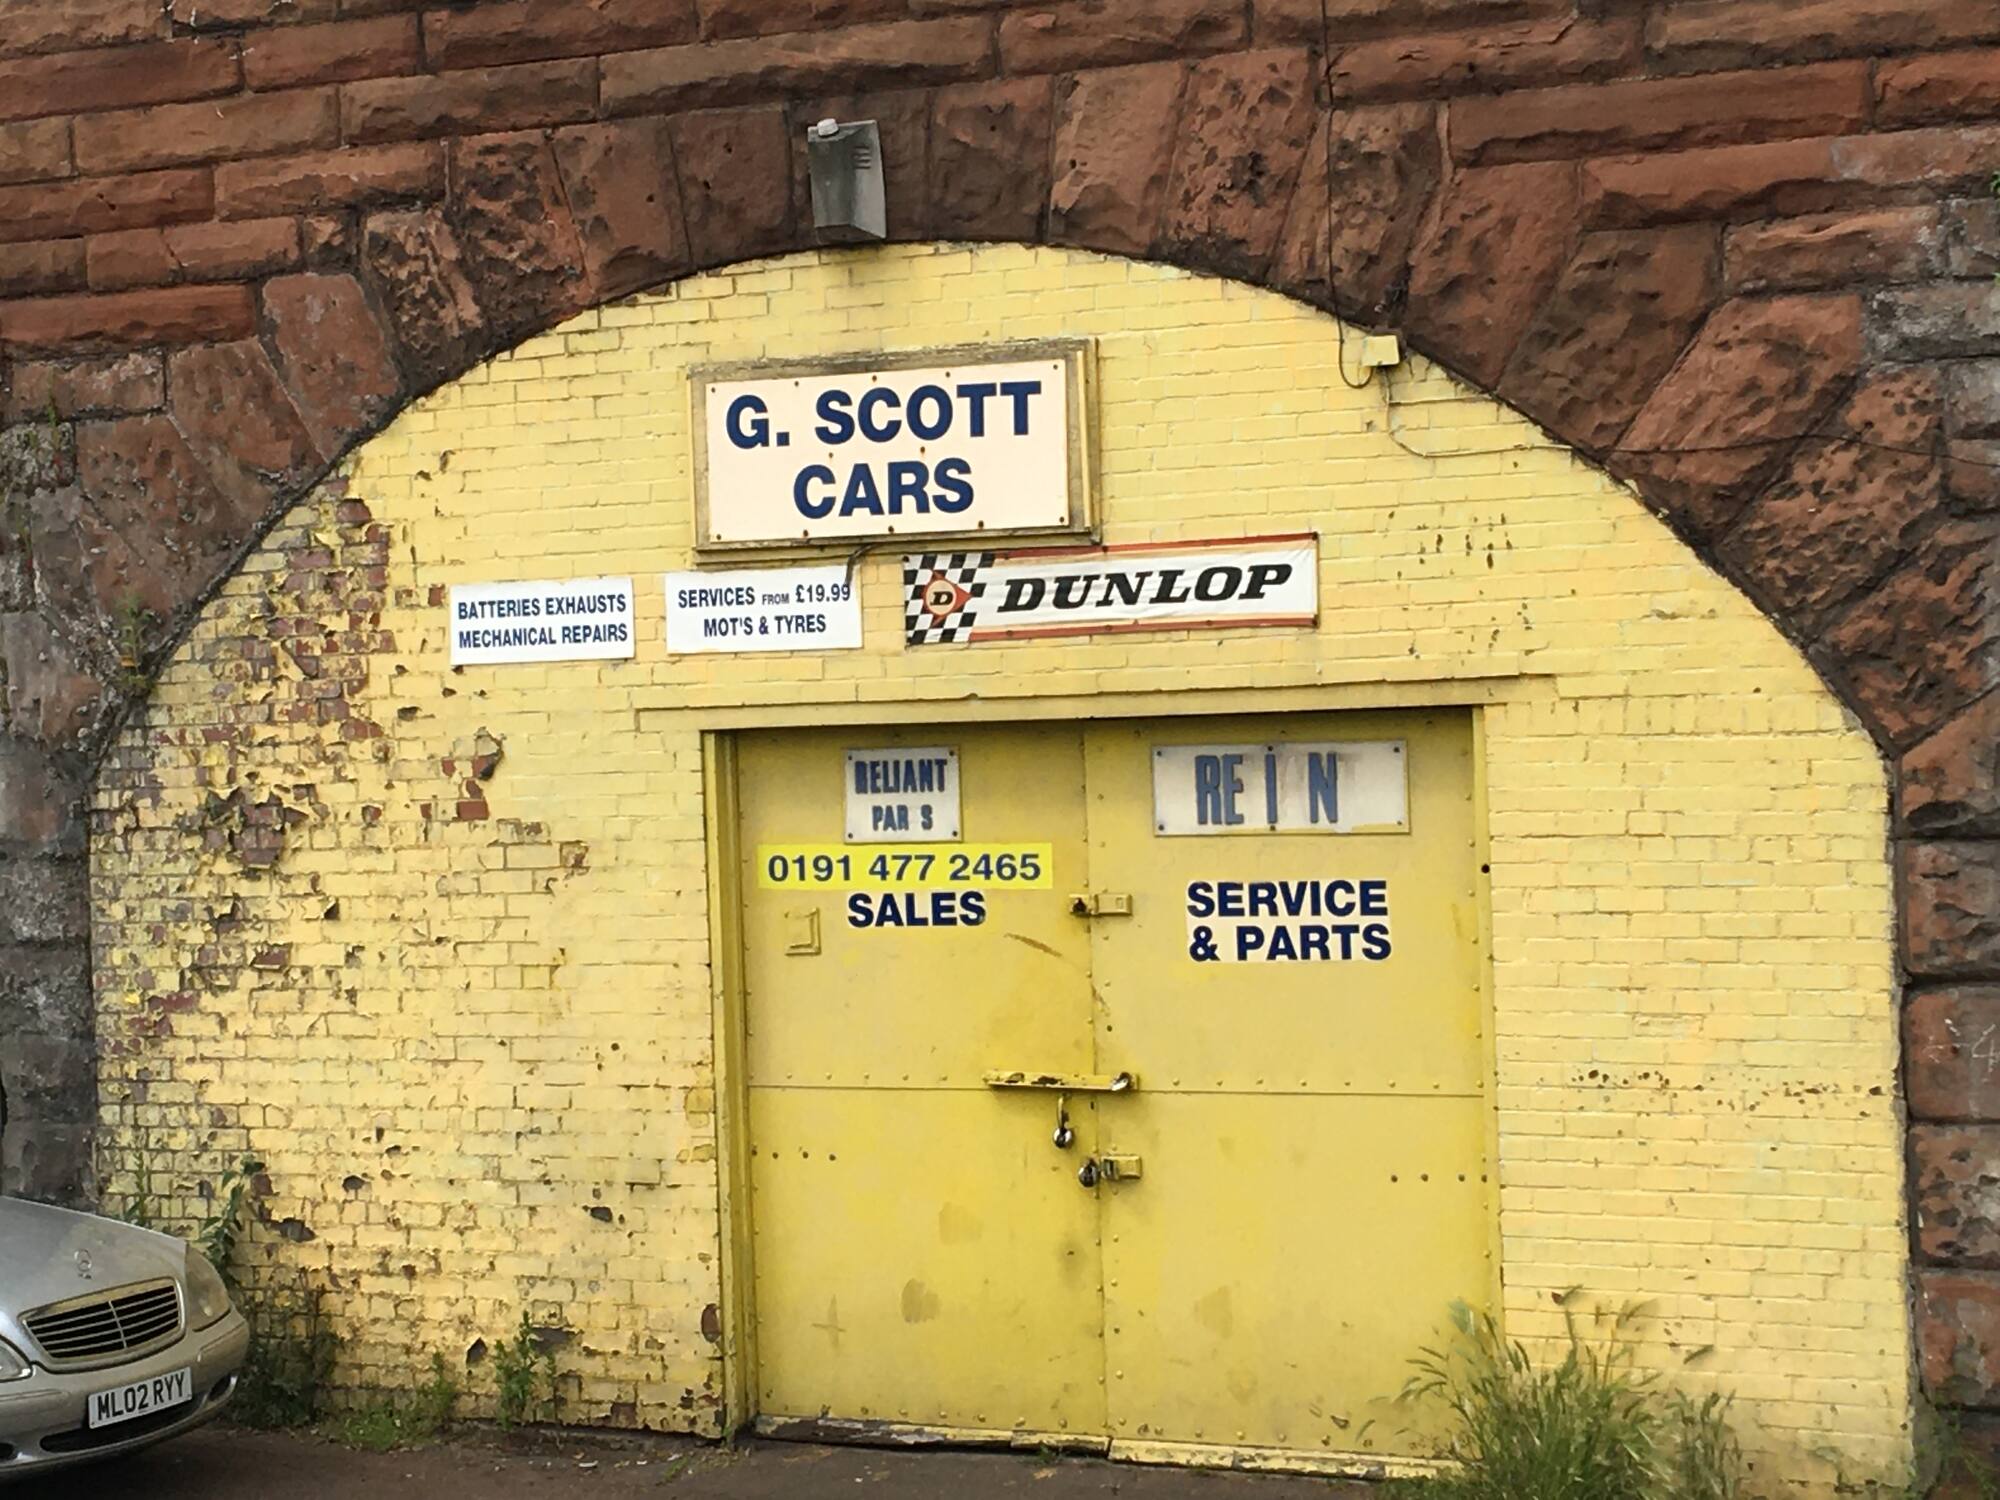 G. SCOTT
CARS
BATTERIES EXHAUSTS
MECHANICAL REPAIRS
SERVICES FROM £19.99
MOT'S & TYRES
D DUNLOP
RELIANT
PAR S
RE I N
0191 477 2465
SALES
SERVICE
& PARTS
ML02 RYY